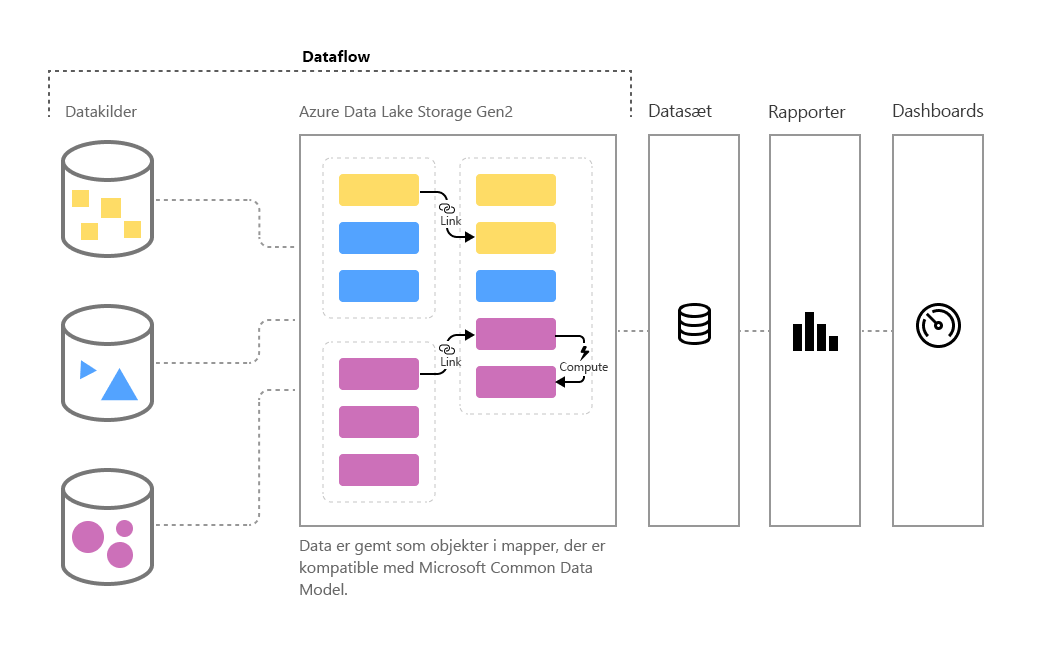 Dataflow
Datakilder
Azure Data Lake Storage Gen2
Datasæt
Rapporter
Dashboards
Link
Link
Compute
Data er gemt som objekter i mapper, der er
kompatible med Microsoft Common Data
Model.